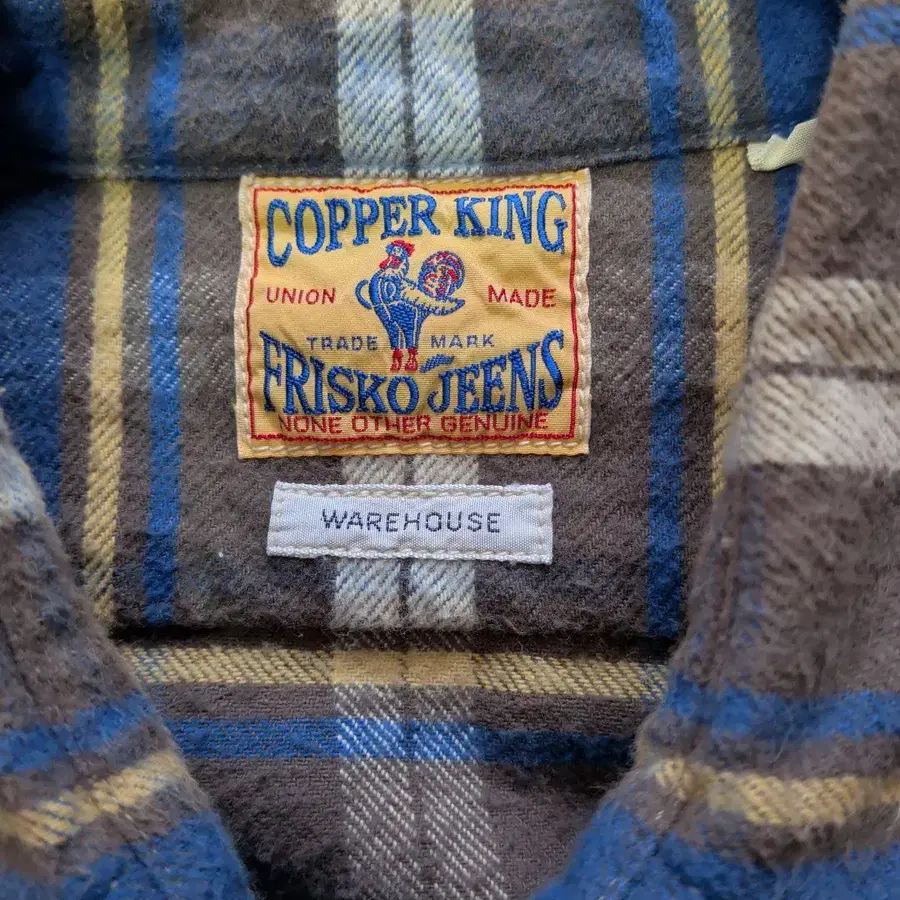 COPPER KING
UNION MADE
TRADE MARK
FRISKO JEENS
NONE OTHER GENUINE
WAREHOUSE